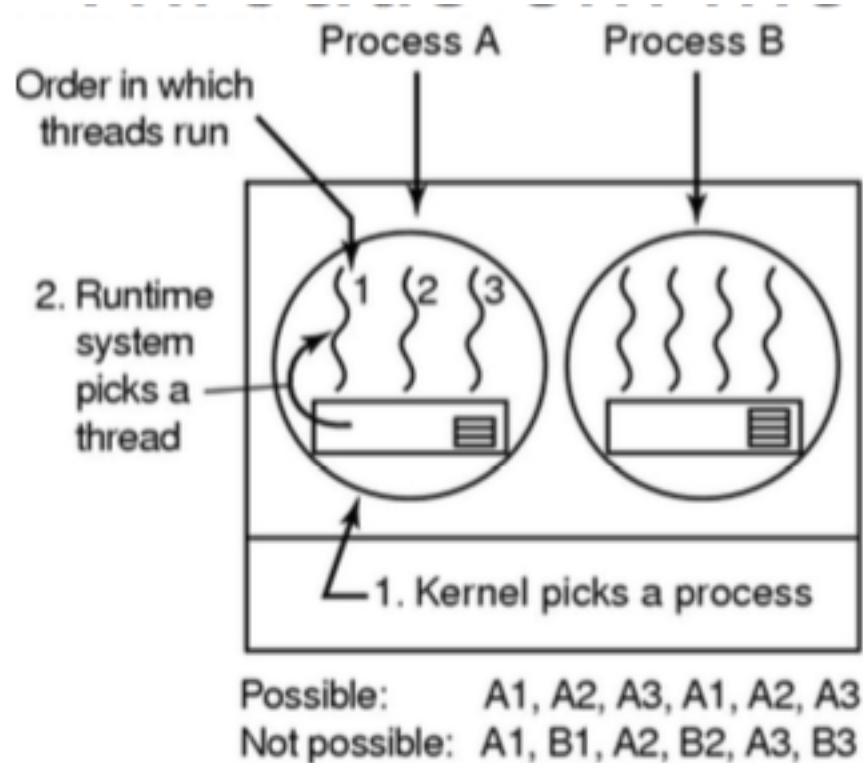 Process A
Process B
Order in which
threads run
1 2 3
2. Runtime
system
picks a
thread
1. Kernel picks a process
Possible: A1, A2, A3, A1, A2, A3
Not possible: A1, B1, A2, B2, A3, B3